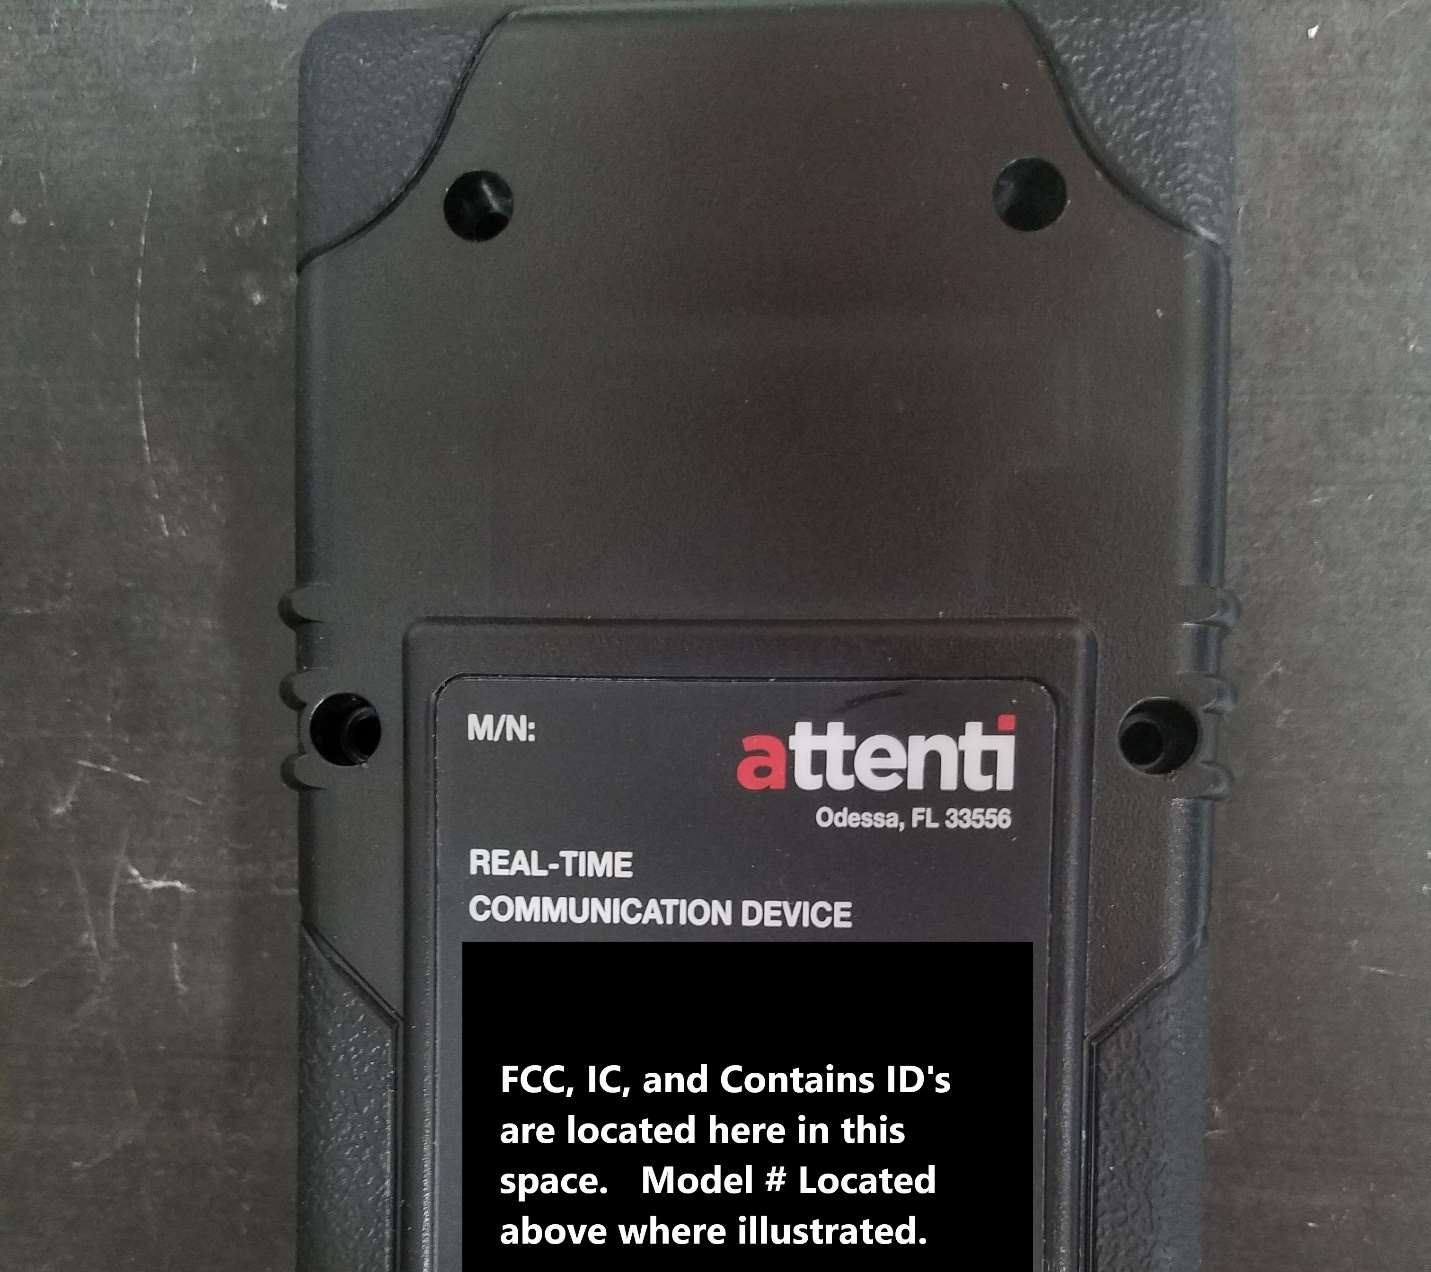 M/N:
attenti
Odessa, FL 33556
REAL-TIME
COMMUNICATION DEVICE
FCC, IC, and Contains ID's
are located here in this
space.   Model # Located
above where illustrated.